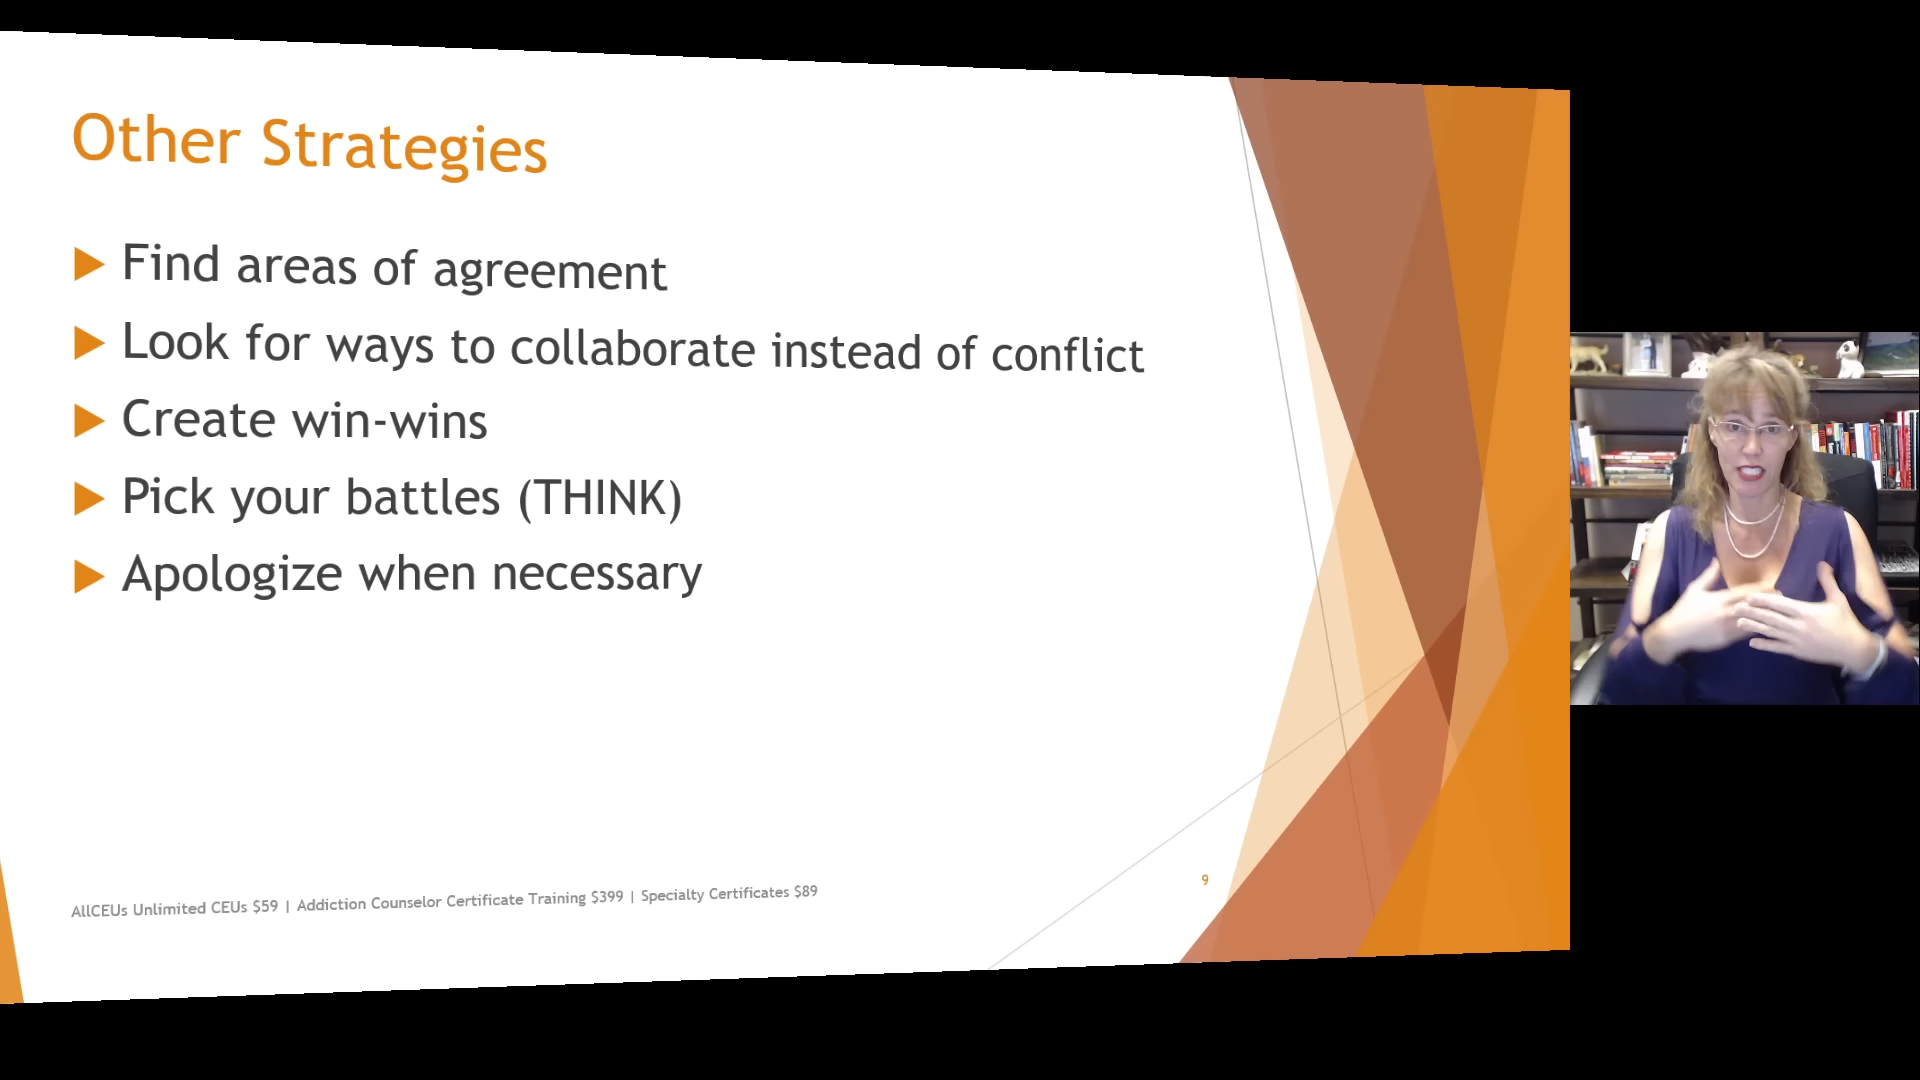 Other Strategies
Find areas of agreement
Look for ways to collaborate instead of conflict
Create win-wins
Pick your battles (THINK)
Apologize when necessary
AllCEUs Unlimited CEUs $59 | Addiction Counselor Certificate Training $399 | Specialty Certificates $89
9